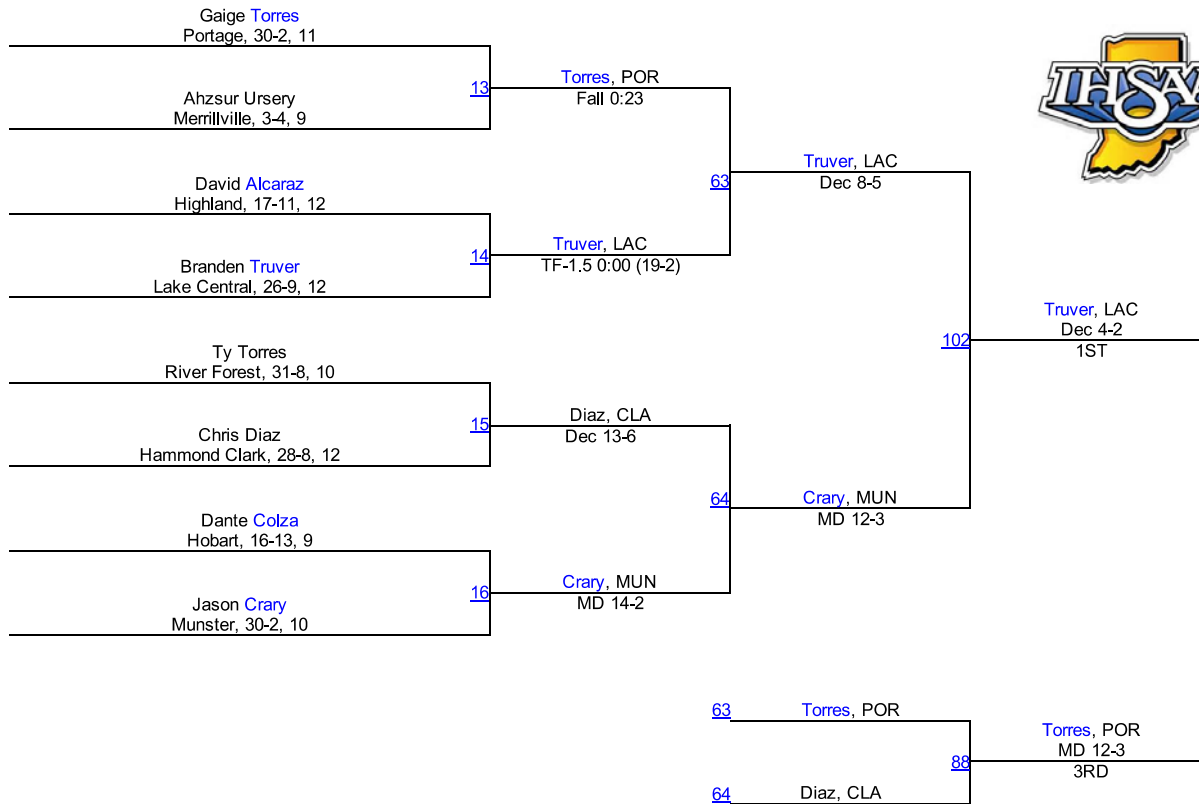 Gaige Torres
Portage, 30-2, 11
Ahzsur Ursery
Merrillville, 3-4, 9
13
Torres, POR
Fall 0:23
David Alcaraz
Highland, 17-11, 12
Branden Truver
Lake Central, 26-9, 12
14
Truver, LAC
TF-1.5 0:00 (19-2)
63
Truver, LAC
Dec 8-5
Ty Torres
River Forest, 31-8, 10
Chris Diaz
Hammond Clark, 28-8, 12
15
Diaz, CLA
Dec 13-6
Dante Colza
Hobart, 16-13, 9
Jason Crary
Munster, 30-2, 10
16
Crary, MUN
MD 14-2
64
Crary, MUN
MD 12-3
102
Truver, LAC
Dec 4-2
1ST
63
Torres, POR
64
Diaz, CLA
88
Torres, POR
MD 12-3
3RD
IHSAA